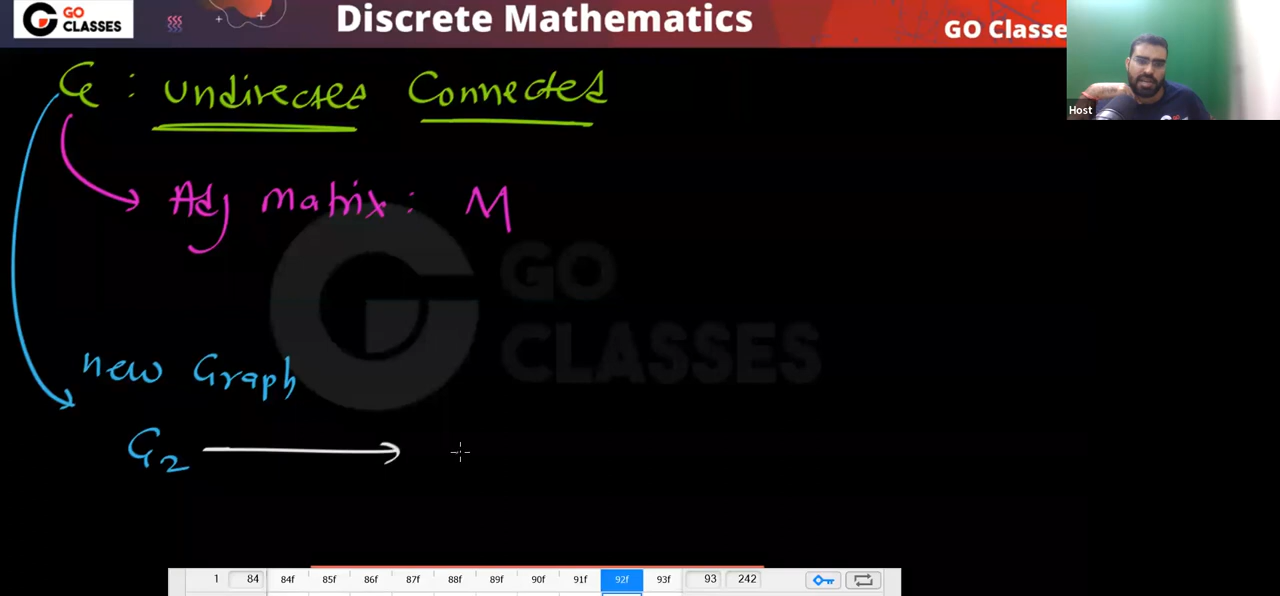 GO CLASSES
Discrete Mathematics
GO Classe
Host
G : Undirected Connected
Adj Matrix : M
GO CLASSES
new Graph
G2
1 84 84f 85f 86f 87f 88f 89f 90f 91f 92f 93f 93 242